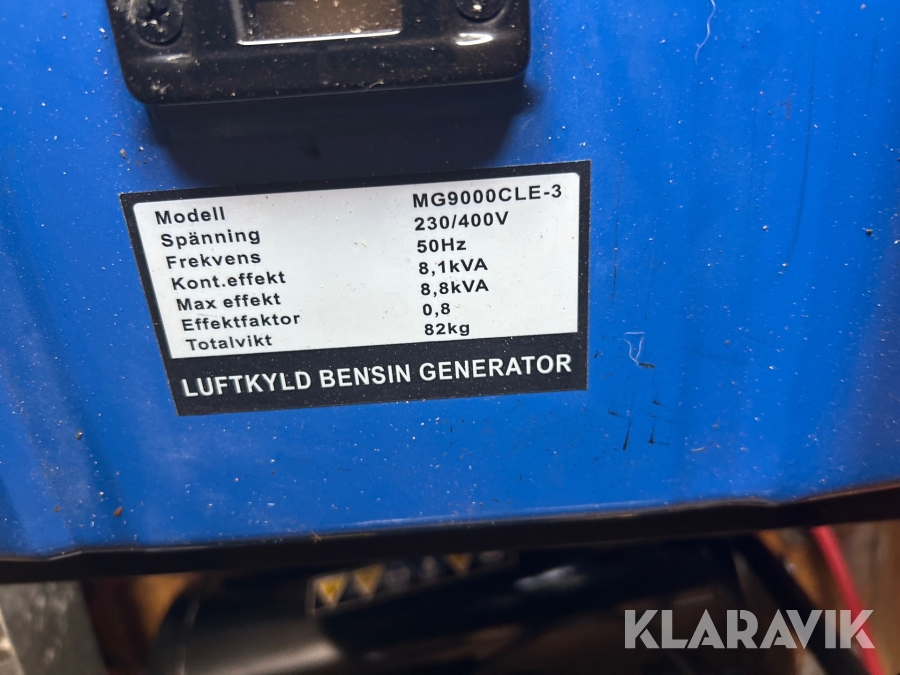 Modell MG9000CLE-3
Spänning 230/400V
Frekvens 50Hz
Kont.effekt 8,1kVA
Max effekt 8,8kVA
Effektfaktor 0,8
Totalvikt 82kg
LUFTKYLD BENSIN GENERATOR
KLARAVIK